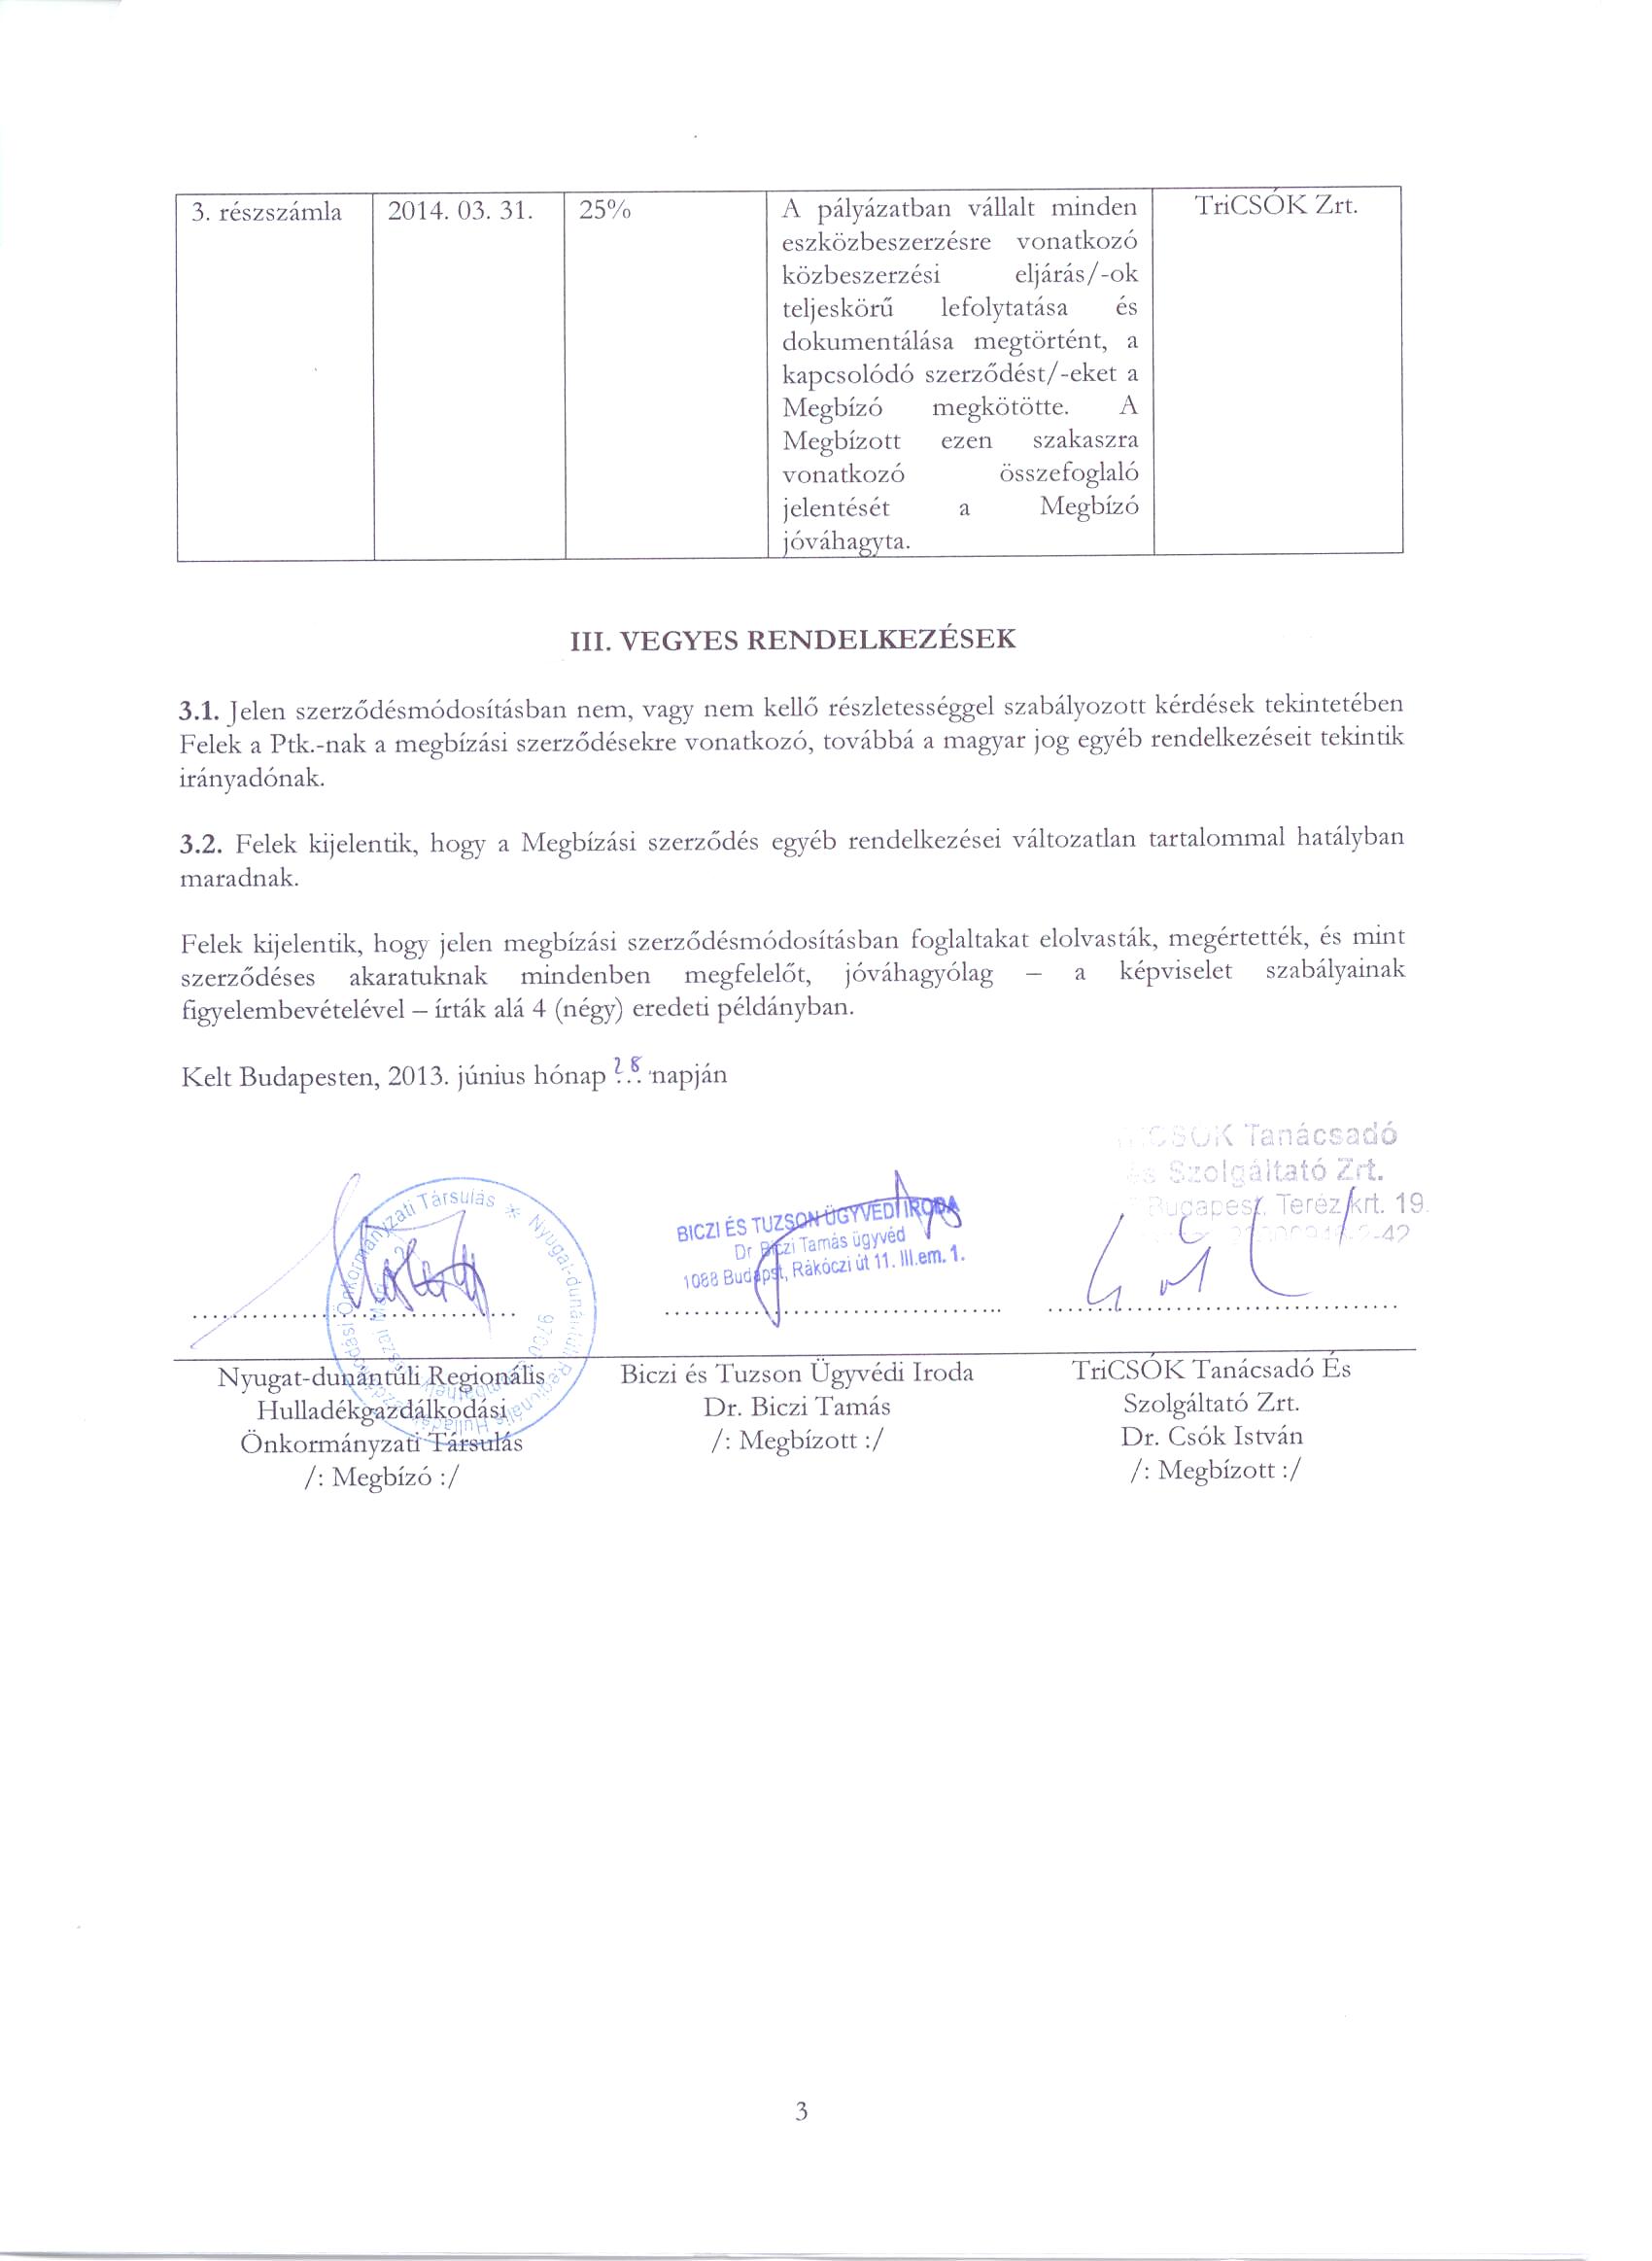 3. részszámla 2014. 03. 31. 25% A pályázatban vállalt minden TriCSÓK Zrt.
eszközbeszerzésre vonatkozó
közbeszerzési eljárás/-ok
teljeskörű lefolytatása és
dokumentálása megtörtént, a
kapcsolódó szerződést/-eket a
Megbízó megkötötte. A
Megbízott ezen szakaszra
vonatkozó összefoglaló
jelentését a Megbízó
jóváhagyta.
III. VEGYES RENDELKEZÉSEK
3.1. Jelen szerződésmódosításban nem, vagy nem kellő részletességgel szabályozott kérdések tekintetében
Felek a Ptk.-nak a megbízási szerződésekre vonatkozó, továbbá a magyar jog egyéb rendelkezéseit tekintik
irányadónak.
3.2. Felek kijelentik, hogy a Megbízási szerződés egyéb rendelkezései változatlan tartalommal hatályban
maradnak.
Felek kijelentik, hogy jelen megbízási szerződésmódosításban foglaltakat elolvasták, megértették, és mint
szerződéses akaratuknak mindenben megfelelőt, jóváhagyólag – a képviselet szabályainak
figyelembevételével – írták alá 4 (négy) eredeti példányban.
Kelt Budapesten, 2013. június hónap 28 napján
Tanácsadó
Szolgáltató Zrt.
Budapest, Teréz krt. 19.
Önkormányzati Társulás * Nyugat-dunántúli Regionális
BICZI ÉS TUZSON ÜGYVÉDI IRODA
Dr Biczi Tamás ügyvéd
1088 Budapst, Rákóczi út 11. III.em. 1.
Nyugat-dunántúli Regionális
Hulladékgazdálkodási
Önkormányzati Társulás
/: Megbízó :/
Biczi és Tuzson Ügyvédi Iroda
Dr. Biczi Tamás
/: Megbízott :/
TriCSÓK Tanácsadó És
Szolgáltató Zrt.
Dr. Csók István
/: Megbízott :/
3